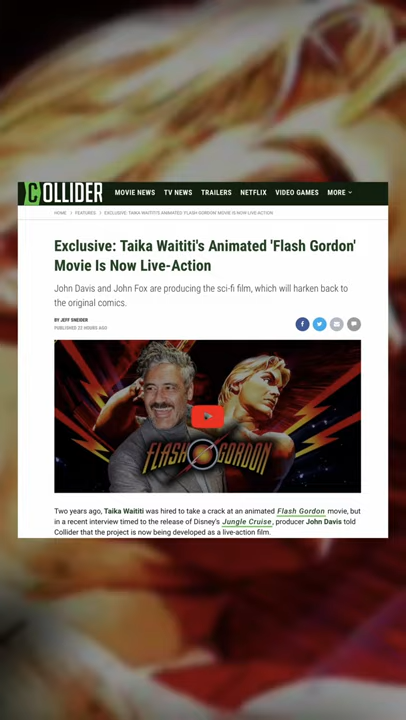 COLLIDER
MOVIE NEWS TV NEWS TRAILERS NETFLIX VIDEO GAMES MORE
HOME > FEATURES > EXCLUSIVE: TAIKA WAITITI'S ANIMATED 'FLASH GORDON' MOVIE IS NOW LIVE-ACTION
Exclusive: Taika Waititi's Animated 'Flash Gordon'
Movie Is Now Live-Action
John Davis and John Fox are producing the sci-fi film, which will harken back to
the original comics.
BY JEFF SNEIDER
PUBLISHED 22 HOURS AGO
FLASH GORDON
Two years ago, Taika Waititi was hired to take a crack at an animated Flash Gordon movie, but
in a recent interview timed to the release of Disney's Jungle Cruise, producer John Davis told
Collider that the project is now being developed as a live-action film.